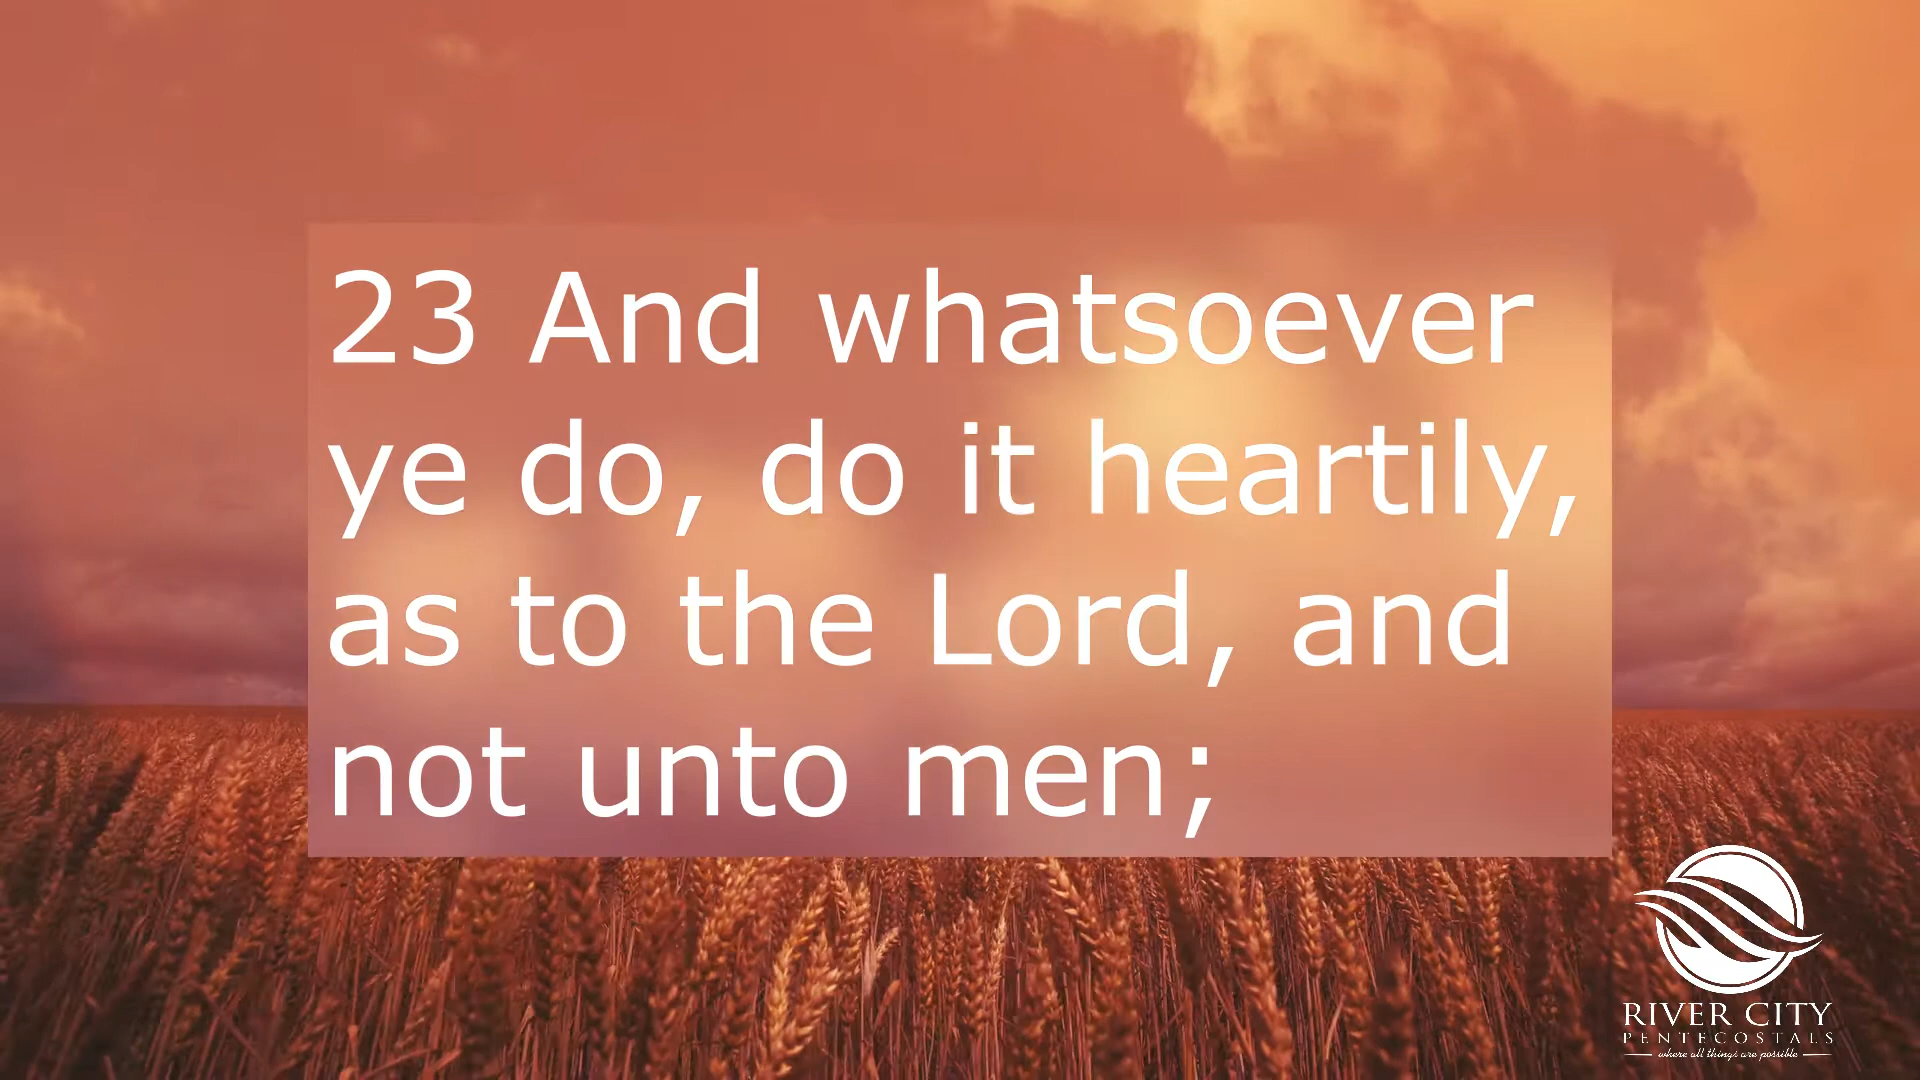 23 And whatsoever
ye do, do it heartily,
as to the Lord, and
not unto men;
RIVER CITY
PENTECOSTALS
where all things are possible